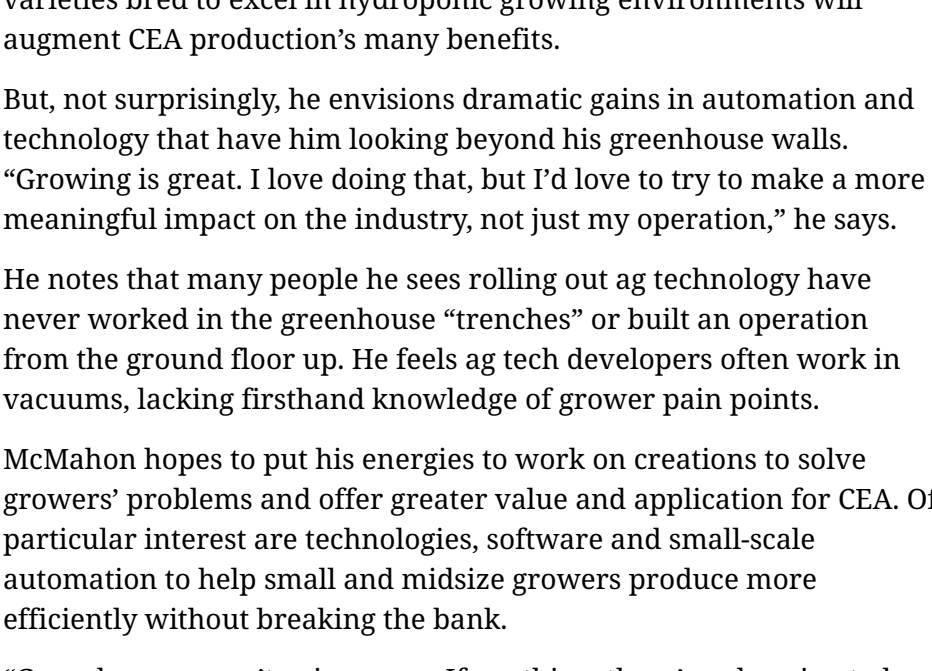 varieties bred to excel in hydroponic growing environments will
augment CEA production’s many benefits.
But, not surprisingly, he envisions dramatic gains in automation and
technology that have him looking beyond his greenhouse walls.
“Growing is great. I love doing that, but I’d love to try to make a more
meaningful impact on the industry, not just my operation,” he says.
He notes that many people he sees rolling out ag technology have
never worked in the greenhouse “trenches” or built an operation
from the ground floor up. He feels ag tech developers often work in
vacuums, lacking firsthand knowledge of grower pain points.
McMahon hopes to put his energies to work on creations to solve
growers’ problems and offer greater value and application for CEA. Of
particular interest are technologies, software and small-scale
automation to help small and midsize growers produce more
efficiently without breaking the bank.